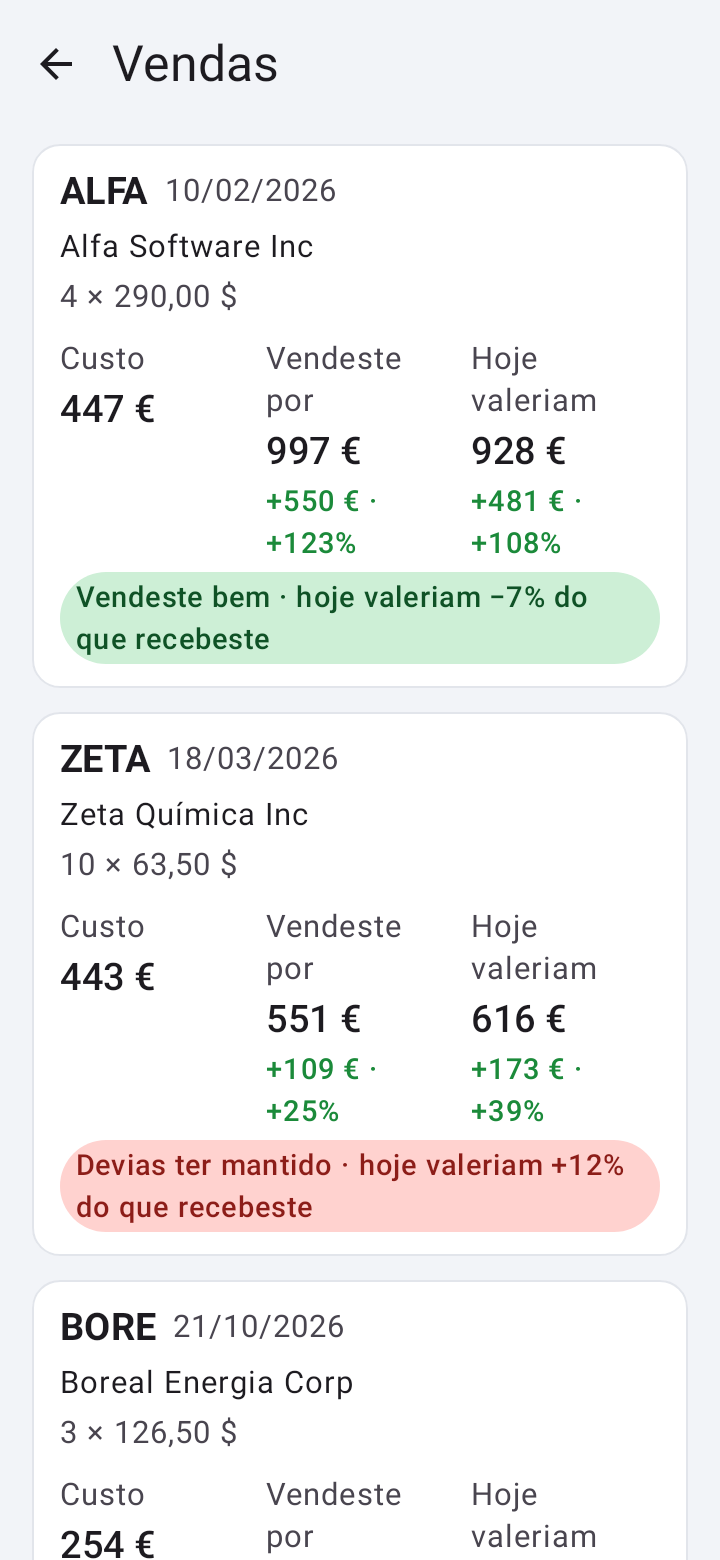 Vendas
ALFA 10/02/2026
Alfa Software Inc
4 × 290,00 $
Custo
447 €
Vendeste
por
997 €
+550 € ·
+123%
Hoje
valeriam
928 €
+481 € ·
+108%
Vendeste bem · hoje valeriam −7% do
que recebeste
ZETA 18/03/2026
Zeta Química Inc
10 × 63,50 $
Custo
443 €
Vendeste
por
551 €
+109 € ·
+25%
Hoje
valeriam
616 €
+173 € ·
+39%
Devias ter mantido · hoje valeriam +12%
do que recebeste
BORE 21/10/2026
Boreal Energia Corp
3 × 126,50 $
Custo
254 €
Vendeste
por
Hoje
valeriam